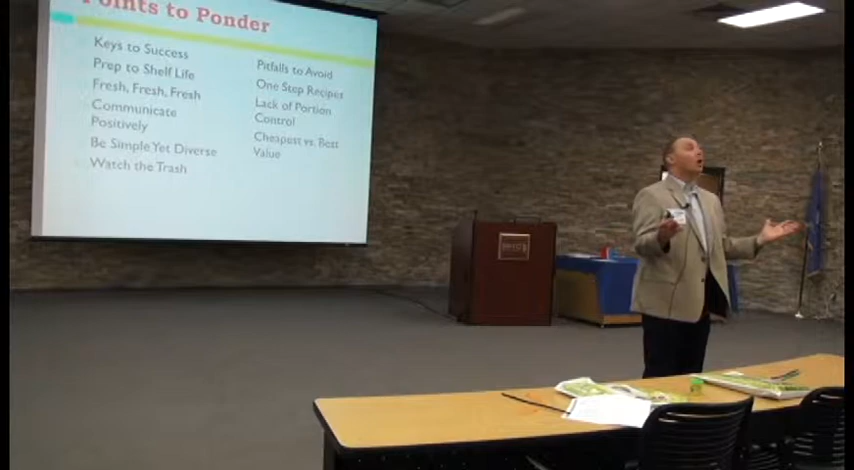 Points to Ponder
Keys to Success
Prep to Shelf Life
Fresh, Fresh, Fresh
Communicate
Positively
Be Simple Yet Diverse
Watch the Trash
Pitfalls to Avoid
One Step Recipes
Lack of Portion
Control
Cheapest vs. Best
Value